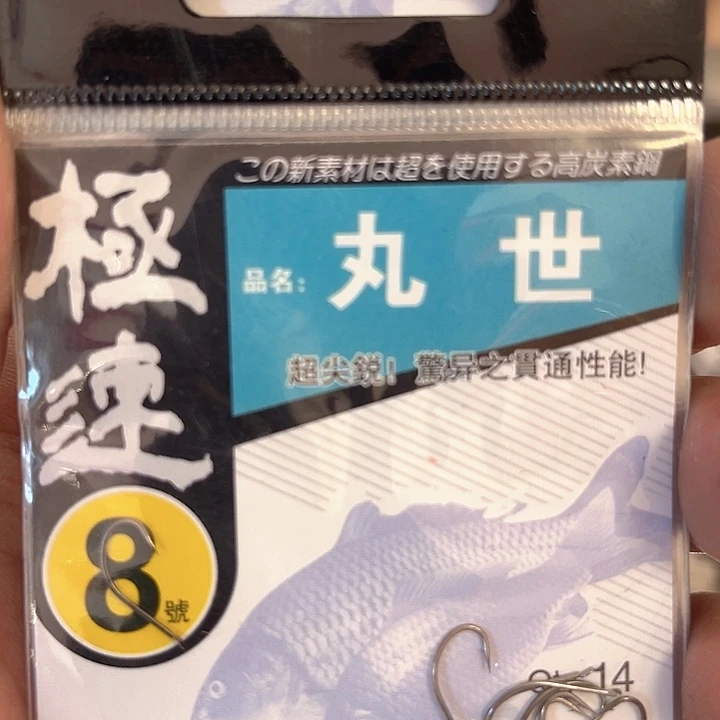 この新素材は超を使用する高炭素鋼
極速
品名: 丸 世
超尖鋭! 驚异之貫通性能!
8號
14